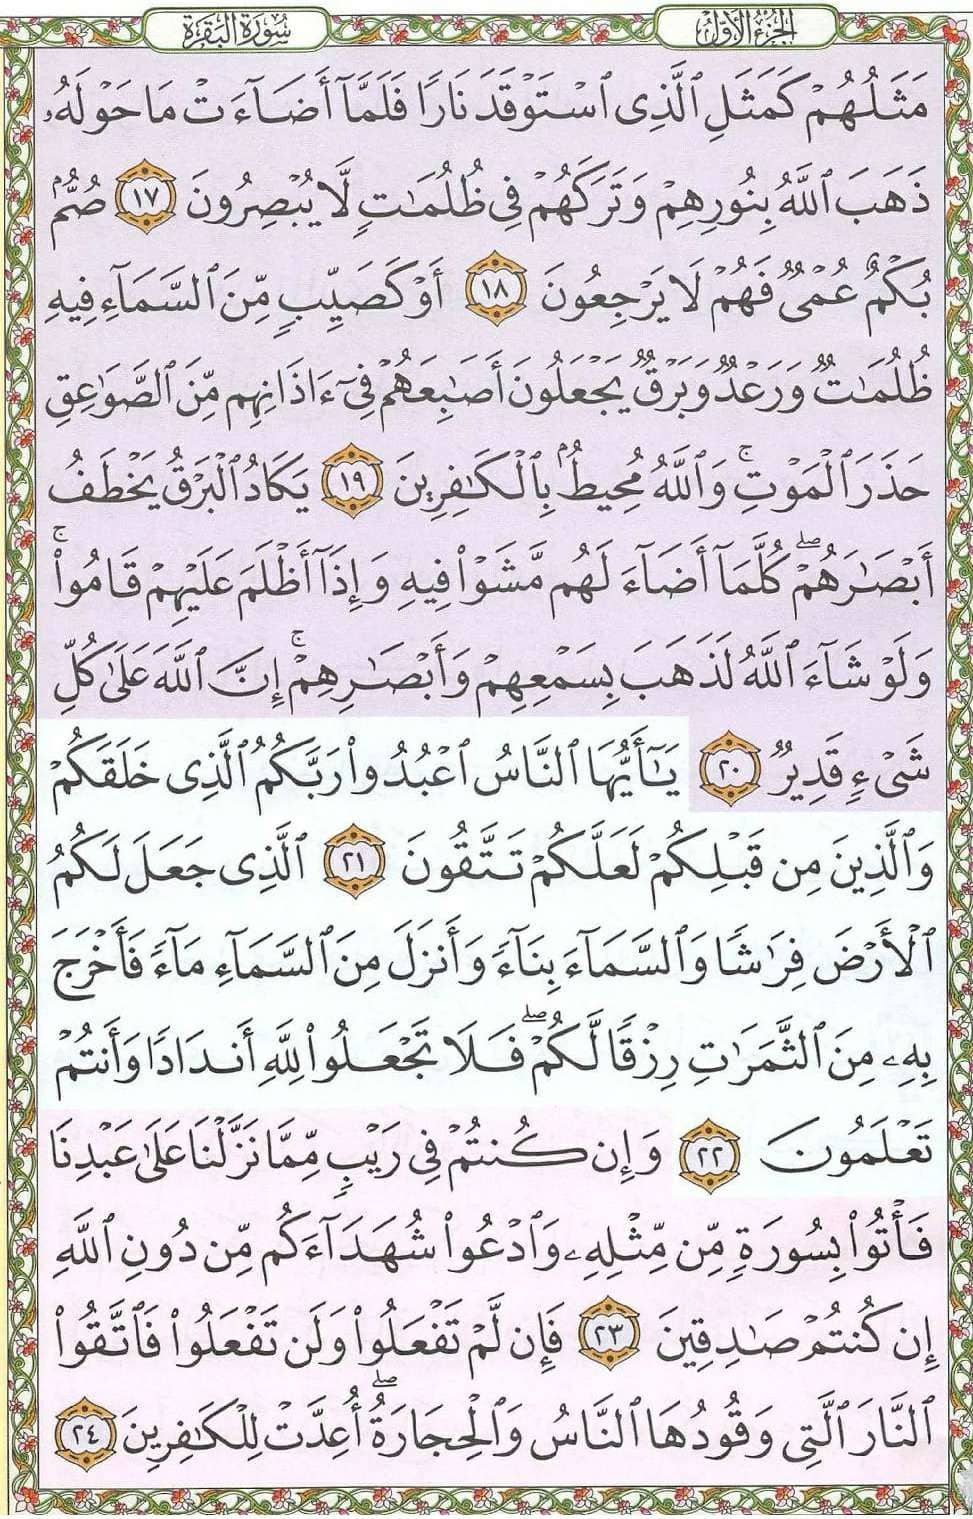 الجزء الأول
سورة البقرة
مَثَلُهُمْ كَمَثَلِ ٱلَّذِى ٱسْتَوْقَدَ نَارًا فَلَمَّآ أَضَآءَتْ مَا حَوْلَهُۥ
ذَهَبَ ٱللَّهُ بِنُورِهِمْ وَتَرَكَهُمْ فِى ظُلُمَٰتٍ لَّا يُبْصِرُونَ ١٧ صُمٌّۢ
بُكْمٌ عُمْىٌ فَهُمْ لَا يَرْجِعُونَ ١٨ أَوْ كَصَيِّبٍ مِّنَ ٱلسَّمَآءِ فِيهِ
ظُلُمَٰتٌ وَرَعْدٌ وَبَرْقٌ يَجْعَلُونَ أَصَٰبِعَهُمْ فِىٓ ءَاذَانِهِم مِّنَ ٱلصَّوَٰعِقِ
حَذَرَ ٱلْمَوْتِ ۚ وَٱللَّهُ مُحِيطٌۢ بِٱلْكَٰفِرِينَ ١٩ يَكَادُ ٱلْبَرْقُ يَخْطَفُ
أَبْصَٰرَهُمْ ۖ كُلَّمَآ أَضَآءَ لَهُم مَّشَوْا۟ فِيهِ وَإِذَآ أَظْلَمَ عَلَيْهِمْ قَامُوا۟ ۚ
وَلَوْ شَآءَ ٱللَّهُ لَذَهَبَ بِسَمْعِهِمْ وَأَبْصَٰرِهِمْ ۚ إِنَّ ٱللَّهَ عَلَىٰ كُلِّ
شَىْءٍ قَدِيرٌ ٢٠ يَٰٓأَيُّهَا ٱلنَّاسُ ٱعْبُدُوا۟ رَبَّكُمُ ٱلَّذِى خَلَقَكُمْ
وَٱلَّذِينَ مِن قَبْلِكُمْ لَعَلَّكُمْ تَتَّقُونَ ٢١ ٱلَّذِى جَعَلَ لَكُمُ
ٱلْأَرْضَ فِرَٰشًا وَٱلسَّمَآءَ بِنَآءً وَأَنزَلَ مِنَ ٱلسَّمَآءِ مَآءً فَأَخْرَجَ
بِهِۦ مِنَ ٱلثَّمَرَٰتِ رِزْقًا لَّكُمْ ۖ فَلَا تَجْعَلُوا۟ لِلَّهِ أَندَادًا وَأَنتُمْ
تَعْلَمُونَ ٢٢ وَإِن كُنتُمْ فِى رَيْبٍ مِّمَّا نَزَّلْنَا عَلَىٰ عَبْدِنَا
فَأْتُوا۟ بِسُورَةٍ مِّن مِّثْلِهِۦ وَٱدْعُوا۟ شُهَدَآءَكُم مِّن دُونِ ٱللَّهِ
إِن كُنتُمْ صَٰدِقِينَ ٢٣ فَإِن لَّمْ تَفْعَلُوا۟ وَلَن تَفْعَلُوا۟ فَٱتَّقُوا۟
ٱلنَّارَ ٱلَّتِى وَقُودُهَا ٱلنَّاسُ وَٱلْحِجَارَةُ ۖ أُعِدَّتْ لِلْكَٰفِرِينَ ٢٤